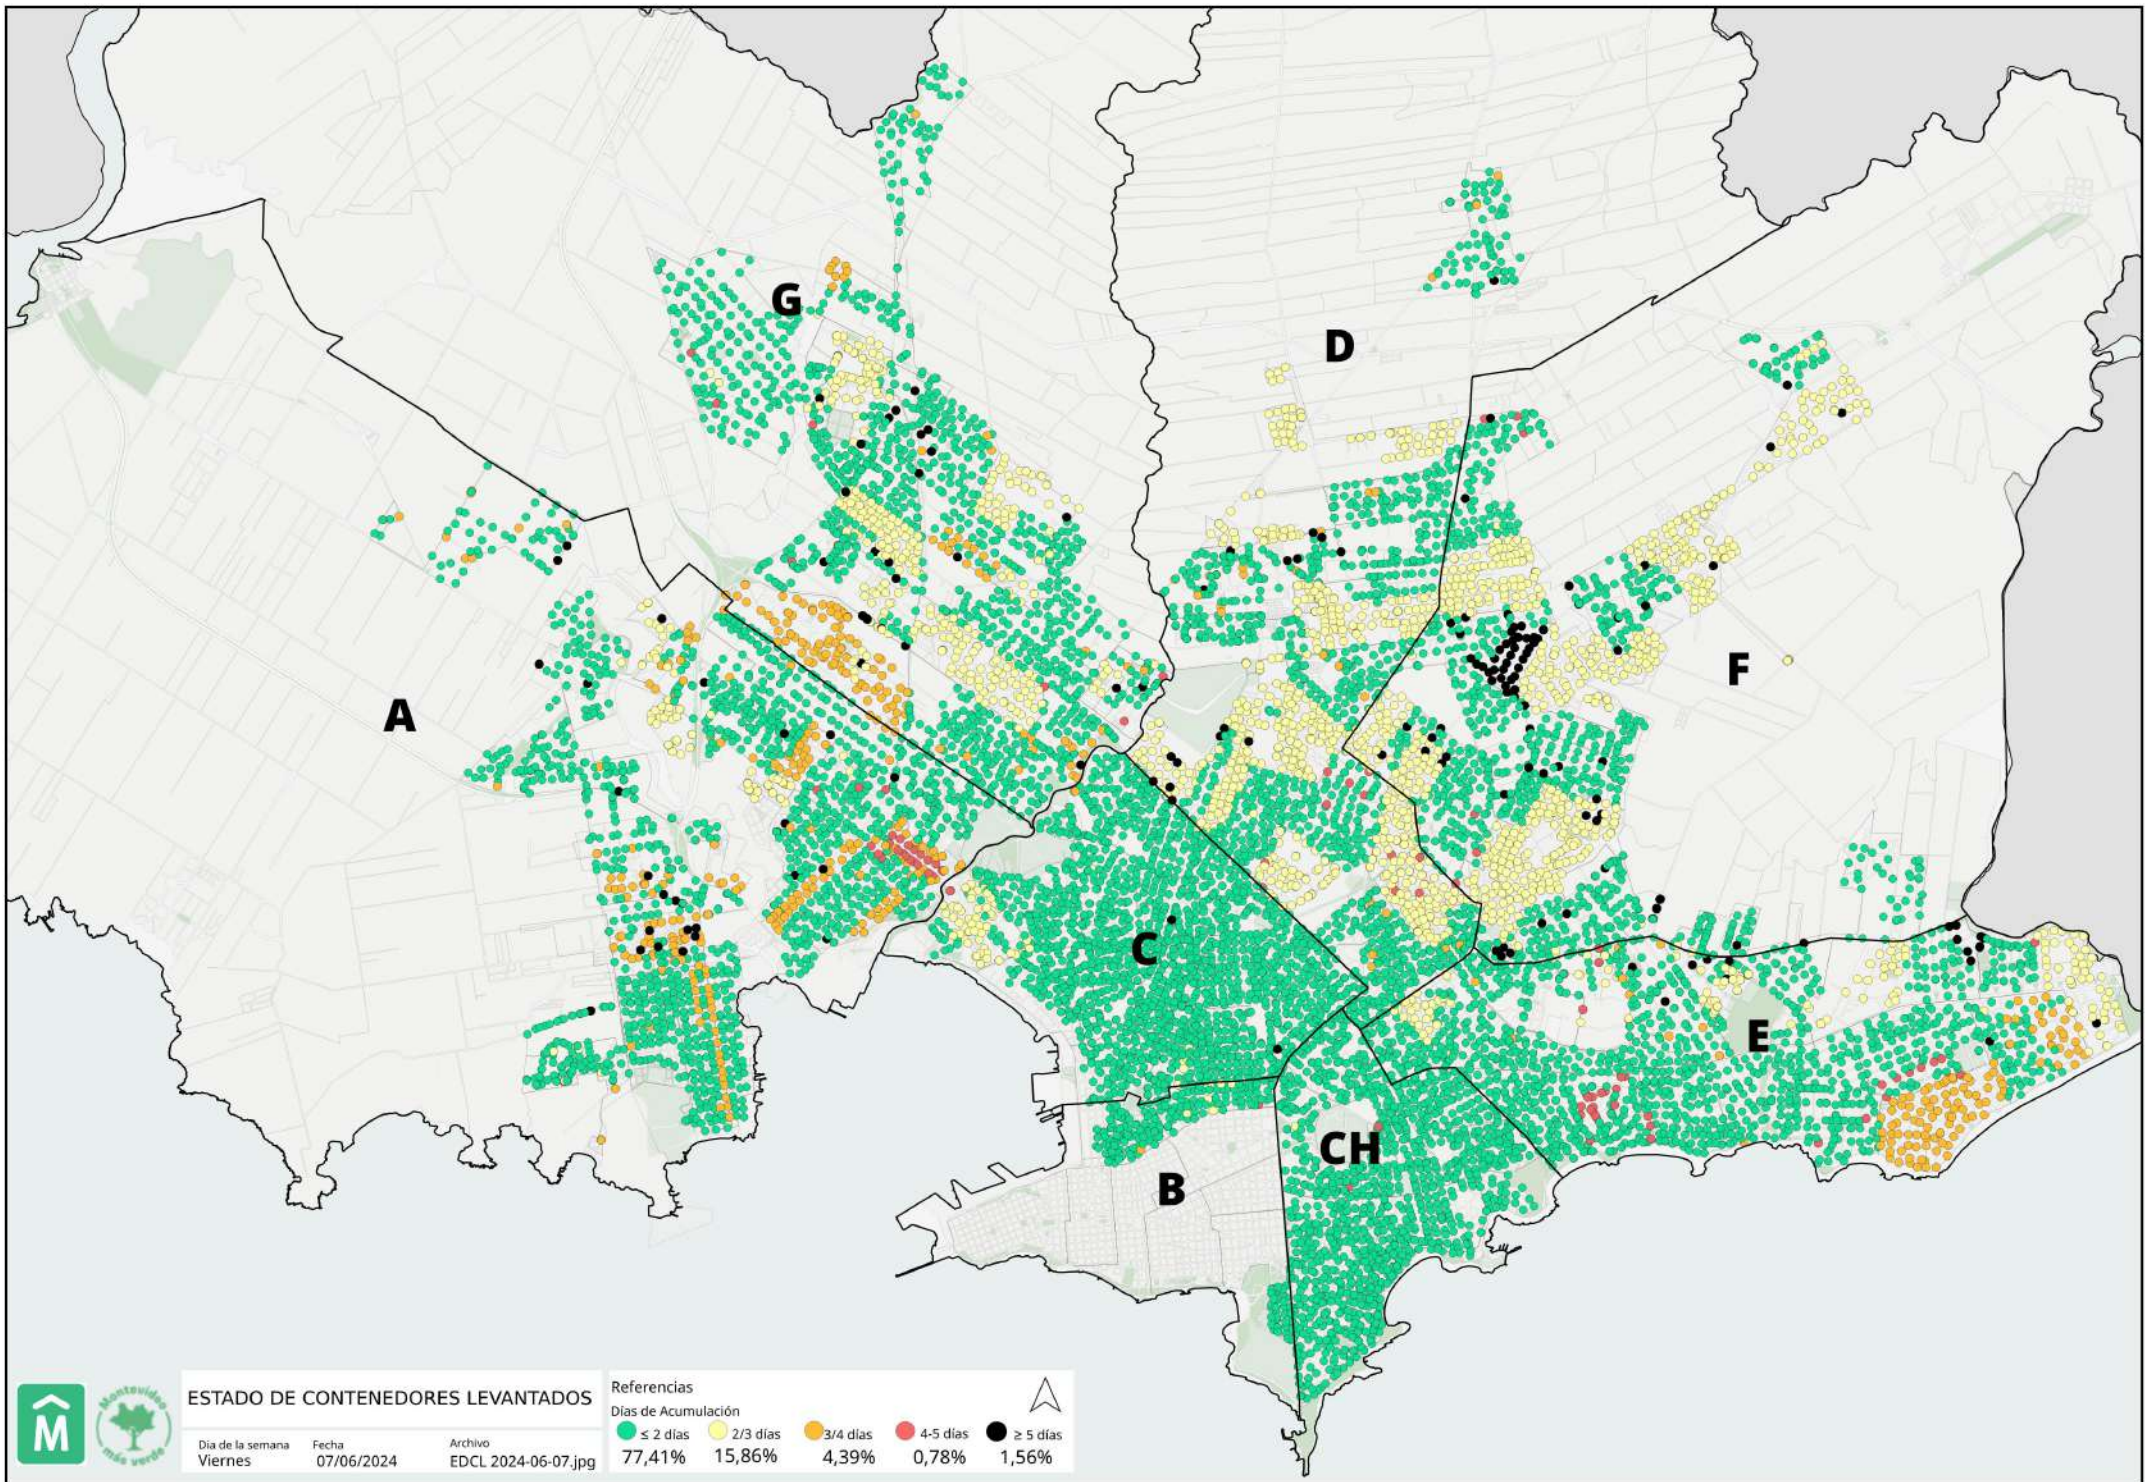 G
D
F
A
C
E
CH
B
M
Montevideo
más verde
ESTADO DE CONTENEDORES LEVANTADOS
Dia de la semana
Viernes
Fecha
07/06/2024
Archivo
EDCL 2024-06-07.jpg
Referencias
Días de Acumulación
≤ 2 días 2/3 días 3/4 días 4-5 días ≥ 5 días
77,41% 15,86% 4,39% 0,78% 1,56%